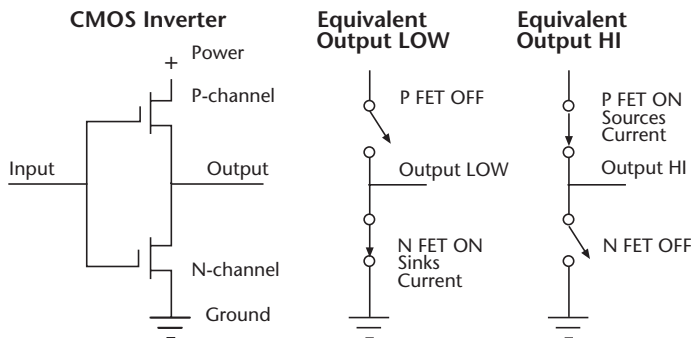 CMOS Inverter
Power
+
P-channel
Input
Output
N-channel
Ground
Equivalent
Output LOW
P FET OFF
Output LOW
N FET ON
Sinks
Current
Equivalent
Output HI
P FET ON
Sources
Current
Output HI
N FET OFF